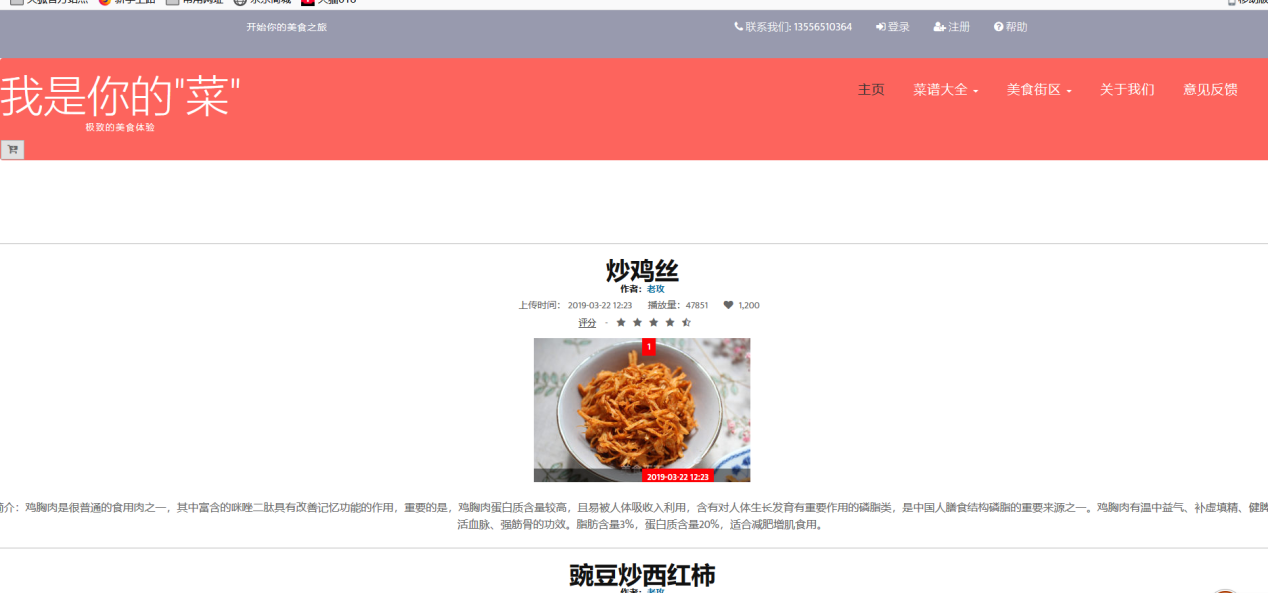 开始你的美食之旅
联系我们: 13556510364 登录 注册 帮助
我是你的"菜"
极致的美食体验
主页 菜谱大全 美食街区 关于我们 意见反馈
炒鸡丝
作者：老玫
上传时间： 2019-03-22 12:23 播放量：47851 1,200
评分 -
1
2019-03-22 12:23
介：鸡胸肉是很普通的食用肉之一，其中富含的咪唑二肽具有改善记忆功能的作用，重要的是，鸡胸肉蛋白质含量较高，且易被人体吸收入利用，含有对人体生长发育有重要作用的磷脂类，是中国人膳食结构磷脂的重要来源之一。鸡胸肉有温中益气、补虚填精、健脾
活血脉、强筋骨的功效。脂肪含量3%，蛋白质含量20%，适合减肥增肌食用。
豌豆炒西红柿
作者：老玫